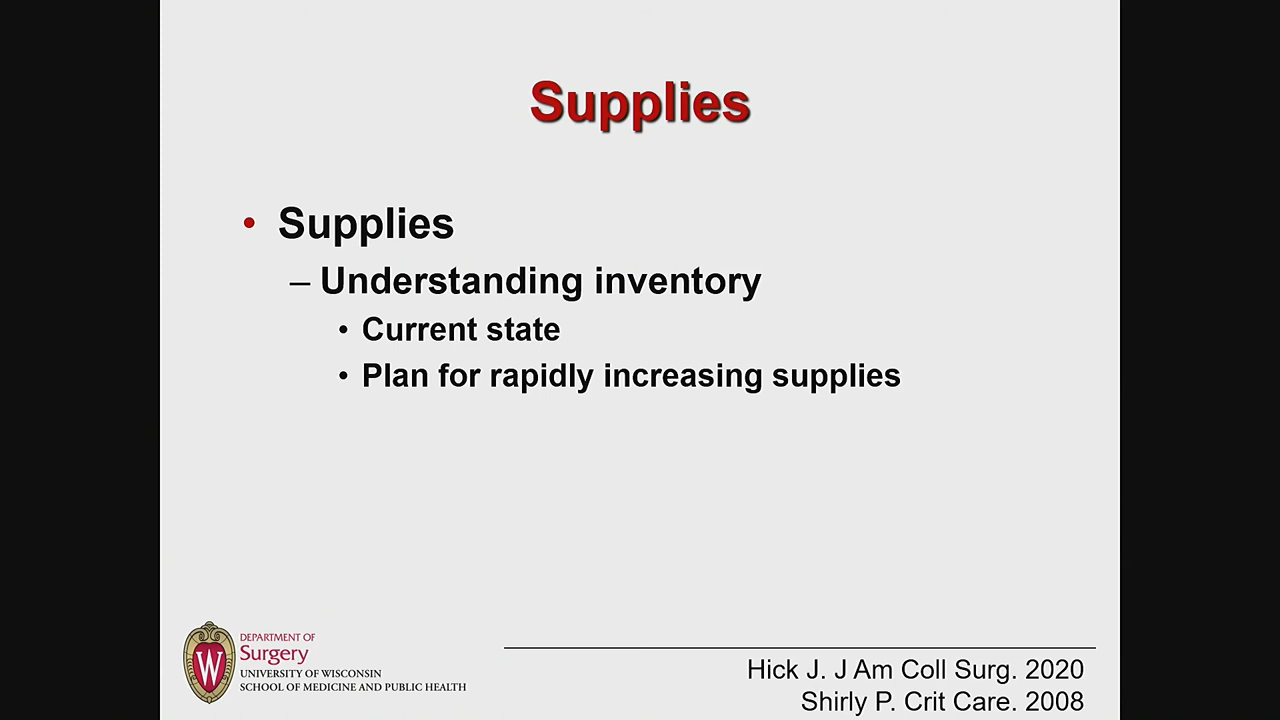 Supplies
• Supplies
– Understanding inventory
• Current state
• Plan for rapidly increasing supplies
W
DEPARTMENT OF
Surgery
UNIVERSITY OF WISCONSIN
SCHOOL OF MEDICINE AND PUBLIC HEALTH
Hick J. J Am Coll Surg. 2020
Shirly P. Crit Care. 2008